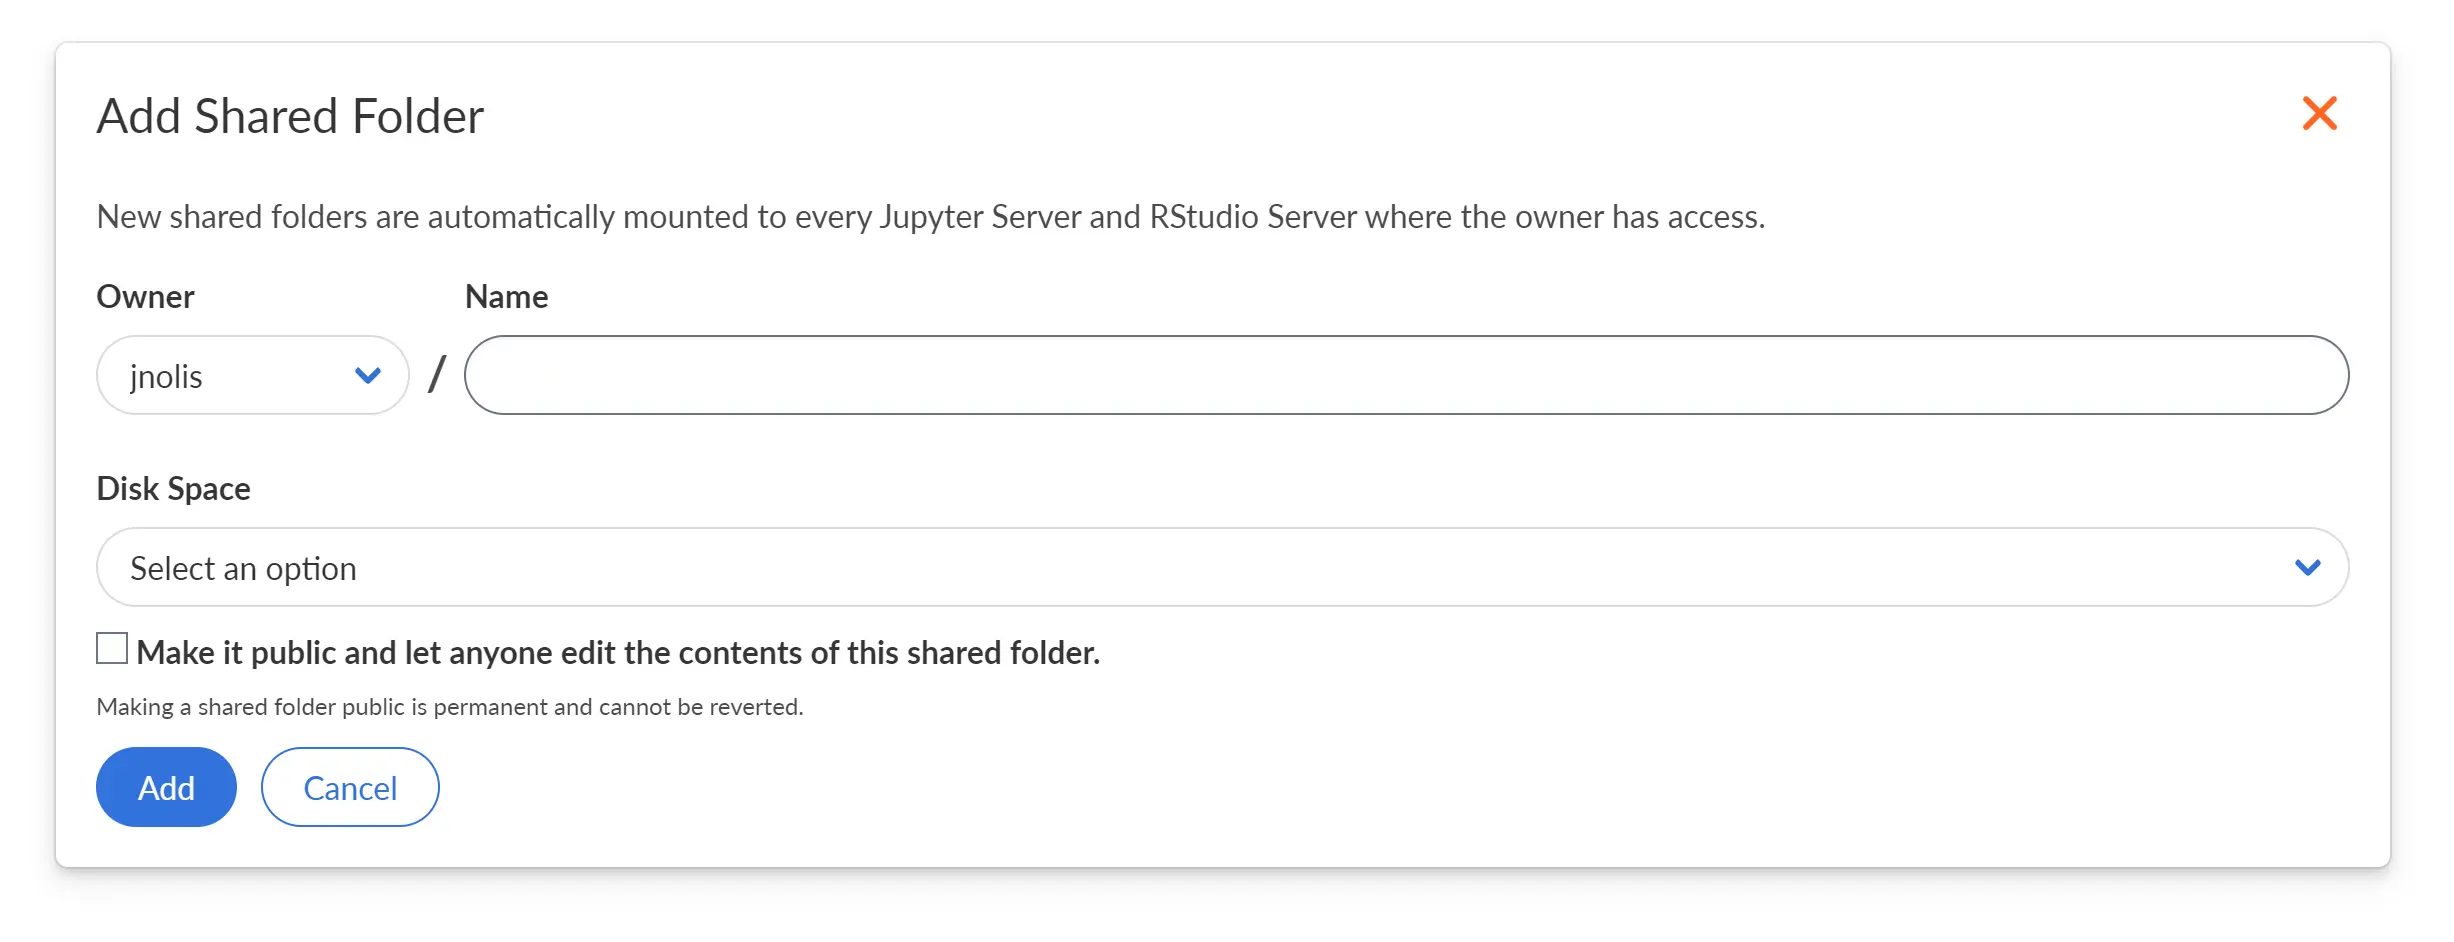 Add Shared Folder
New shared folders are automatically mounted to every Jupyter Server and RStudio Server where the owner has access.
Owner
Name
jnolis
/
Disk Space
Select an option
Make it public and let anyone edit the contents of this shared folder.
Making a shared folder public is permanent and cannot be reverted.
Add
Cancel